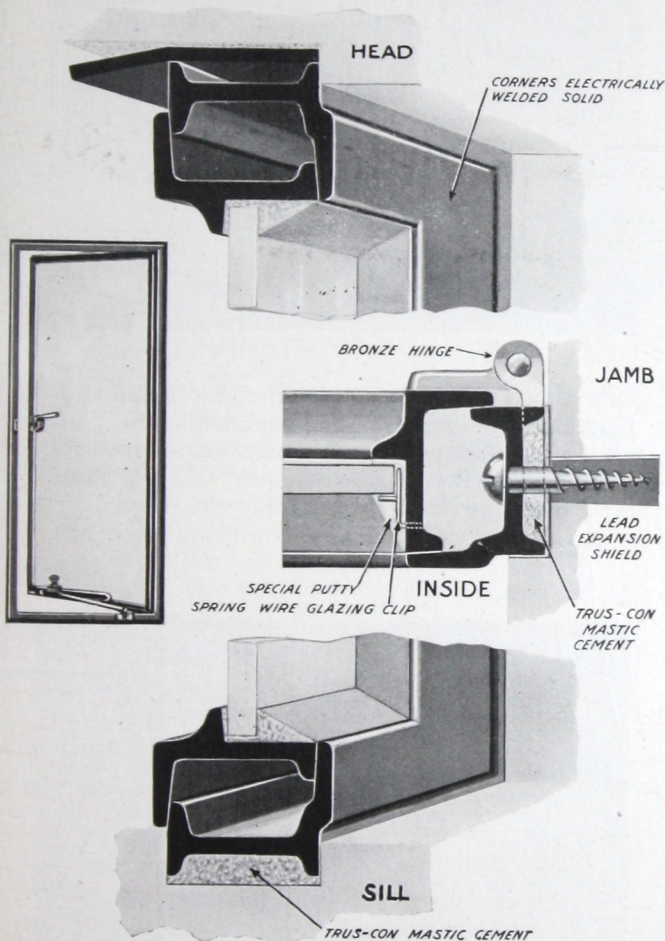 HEAD
CORNERS ELECTRICALLY
WELDED SOLID
BRONZE HINGE
JAMB
LEAD
EXPANSION
SHIELD
SPECIAL PUTTY
INSIDE
SPRING WIRE GLAZING CLIP
TRUS-CON
MASTIC
CEMENT
SILL
TRUS-CON MASTIC CEMENT